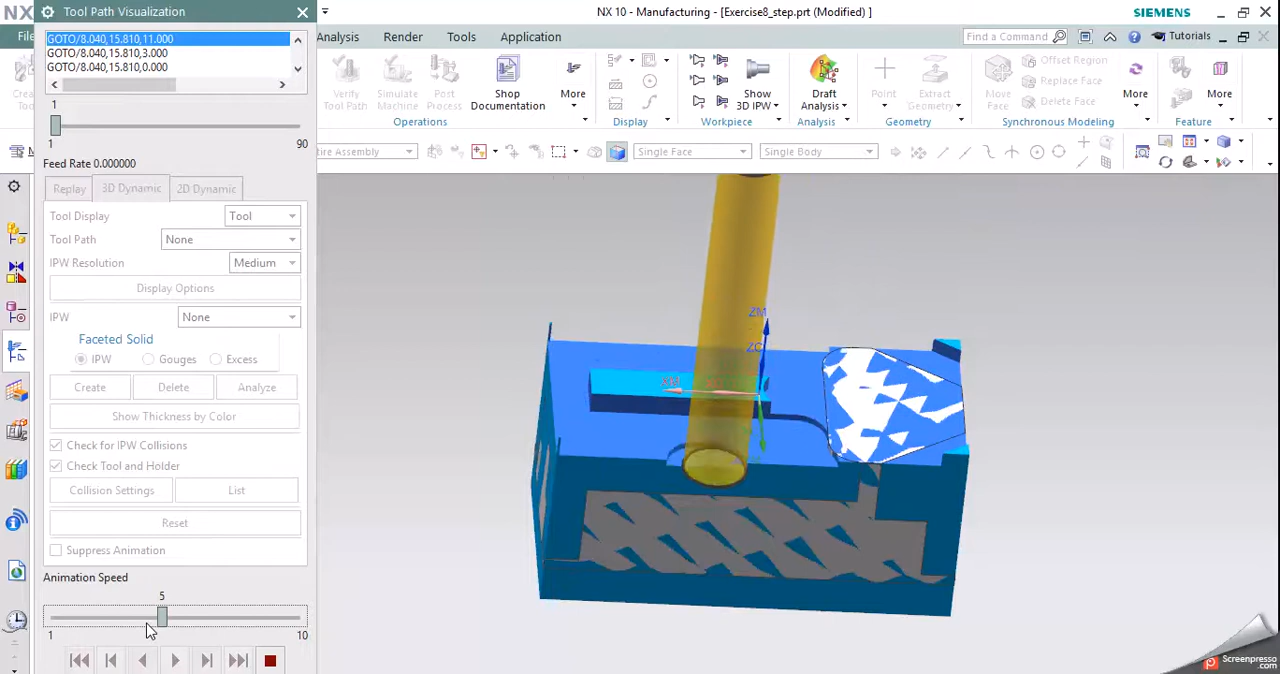 NX
Tool Path Visualization
NX 10 - Manufacturing - [Exercise8_step.prt (Modified) ]
SIEMENS
Analysis
Render
Tools
Application
Find a Command
Tutorials
GOTO/8.040,15.810,11.000
GOTO/8.040,15.810,3.000
GOTO/8.040,15.810,0.000
Verify
Tool Path
Simulate
Machine
Post
Process
Shop
Documentation
More
Operations
Display
Show
3D IPW
Workpiece
Draft
Analysis
Analysis
Point
Extract
Geometry
Geometry
Move
Face
Offset Region
Replace Face
Delete Face
More
Synchronous Modeling
More
Feature
1
1
90
Feed Rate 0.000000
tire Assembly
Single Face
Single Body
Replay
3D Dynamic
2D Dynamic
Tool Display
Tool
Tool Path
None
IPW Resolution
Medium
Display Options
IPW
None
Faceted Solid
IPW
Gouges
Excess
Create
Delete
Analyze
Show Thickness by Color
Check for IPW Collisions
Check Tool and Holder
Collision Settings
List
Reset
Suppress Animation
Animation Speed
5
1
10
ZM
ZC
Screenpresso
.com